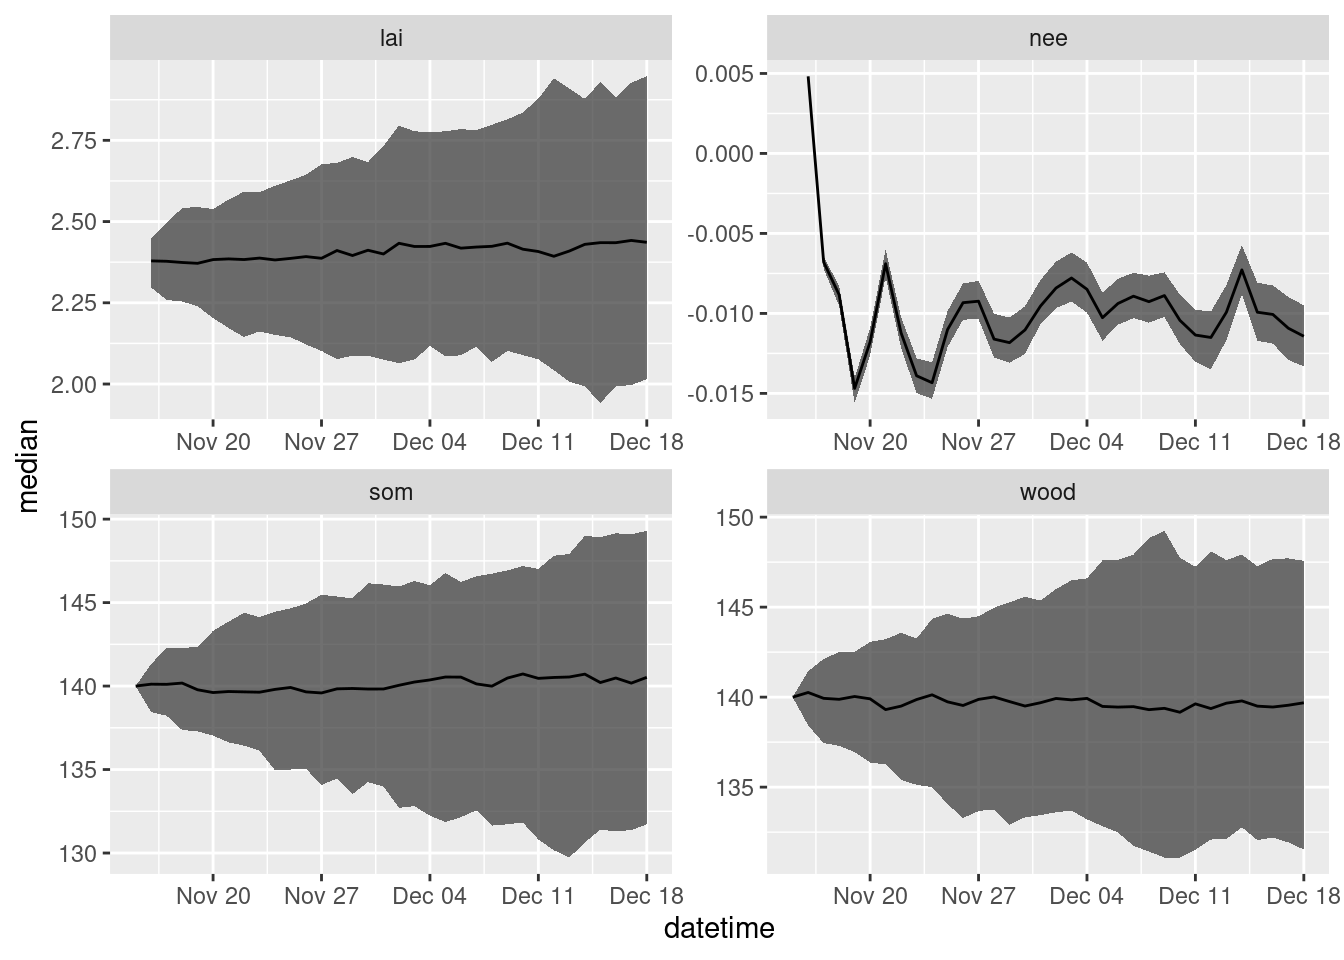 lai
nee
2.75
2.50
2.25
2.00
0.005
0.000
-0.005
-0.010
-0.015
Nov 20 Nov 27 Dec 04 Dec 11 Dec 18
Nov 20 Nov 27 Dec 04 Dec 11 Dec 18
median
som
wood
150
145
140
135
130
150
145
140
135
Nov 20 Nov 27 Dec 04 Dec 11 Dec 18
Nov 20 Nov 27 Dec 04 Dec 11 Dec 18
datetime